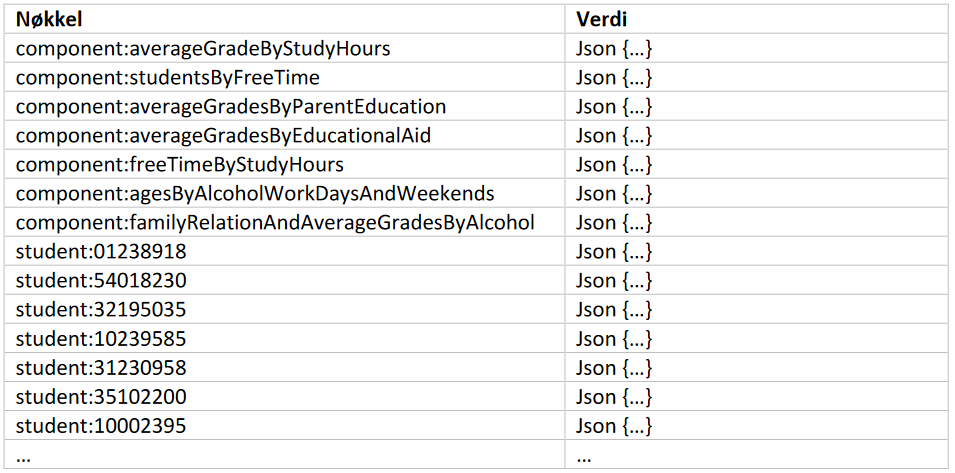 Nøkkel Verdi
component:averageGradeByStudyHours Json {…}
component:studentsByFreeTime Json {…}
component:averageGradesByParentEducation Json {…}
component:averageGradesByEducationalAid Json {…}
component:freeTimeByStudyHours Json {…}
component:agesByAlcoholWorkDaysAndWeekends Json {…}
component:familyRelationAndAverageGradesByAlcohol Json {…}
student:01238918 Json {…}
student:54018230 Json {…}
student:32195035 Json {…}
student:10239585 Json {…}
student:31230958 Json {…}
student:35102200 Json {…}
student:10002395 Json {…}
… …